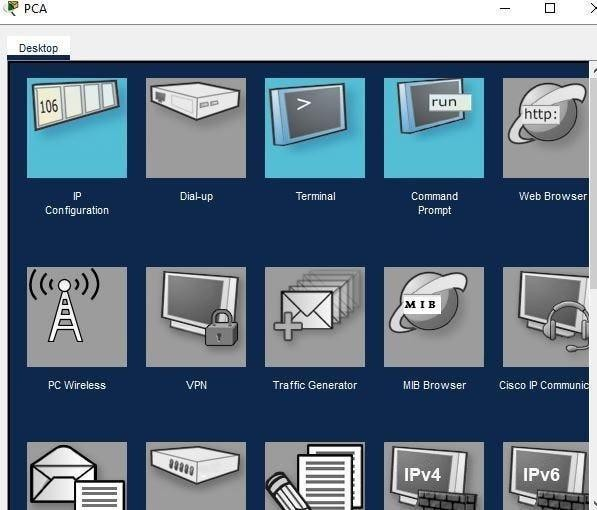 PCA
Desktop
106
>
run
http:
IP
Configuration
Dial-up
Terminal
Command
Prompt
Web Browser
MIB
PC Wireless
VPN
Traffic Generator
MIB Browser
Cisco IP Communic
IPv4
IPv6